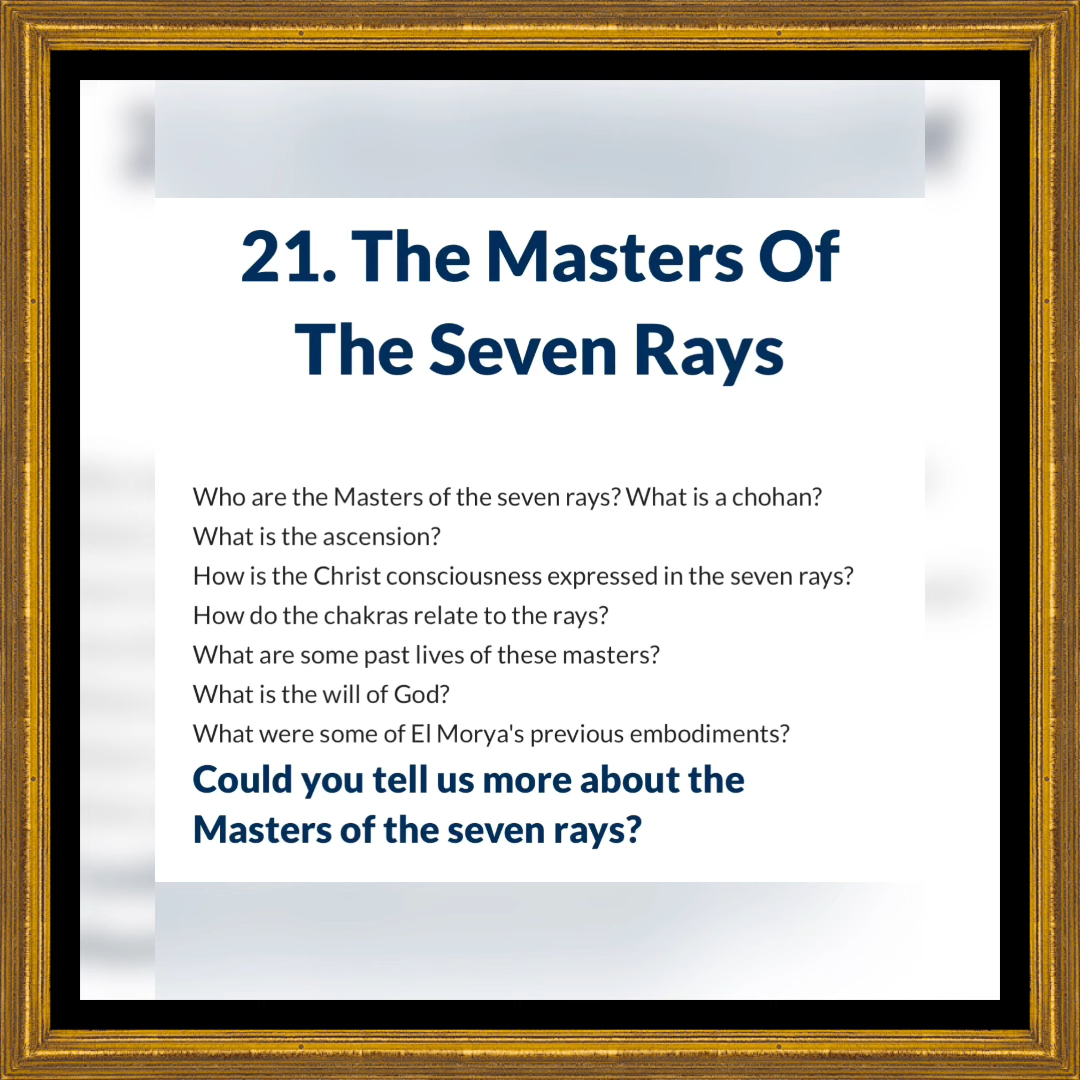 21. The Masters Of
The Seven Rays
Who are the Masters of the seven rays? What is a chohan?
What is the ascension?
How is the Christ consciousness expressed in the seven rays?
How do the chakras relate to the rays?
What are some past lives of these masters?
What is the will of God?
What were some of El Morya's previous embodiments?
Could you tell us more about the
Masters of the seven rays?